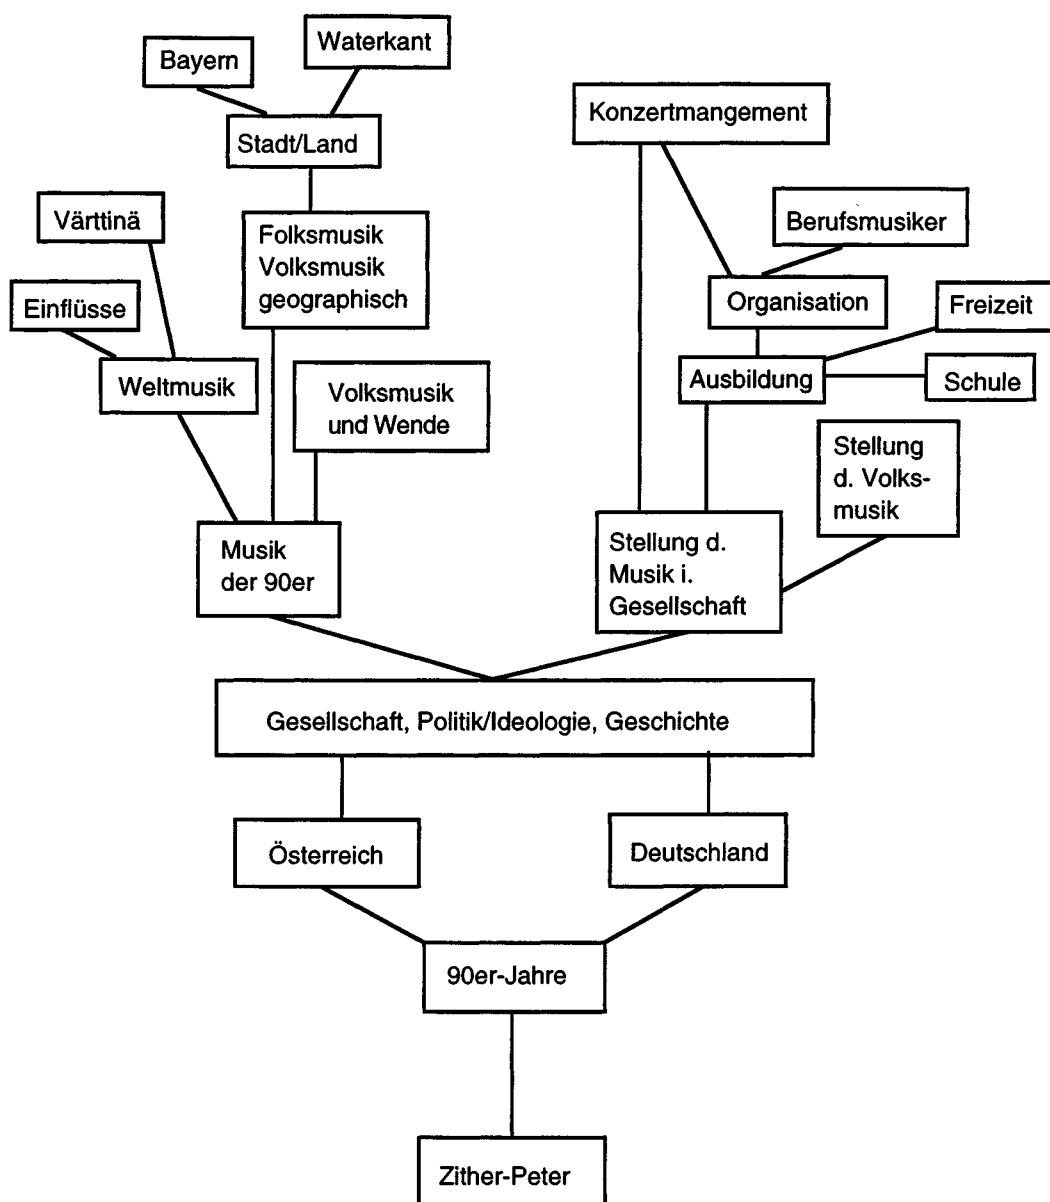 Waterkant
Bayern
Konzertmangement
Stadt/Land
Värttinä
Folksmusik
Volksmusik
geographisch
Berufsmusiker
Einflüsse
Organisation
Freizeit
Weltmusik
Volksmusik
und Wende
Ausbildung
Schule
Stellung
d. Volks-
musik
Musik
der 90er
Stellung d.
Musik i.
Gesellschaft
Gesellschaft, Politik/Ideologie, Geschichte
Österreich
Deutschland
90er-Jahre
Zither-Peter